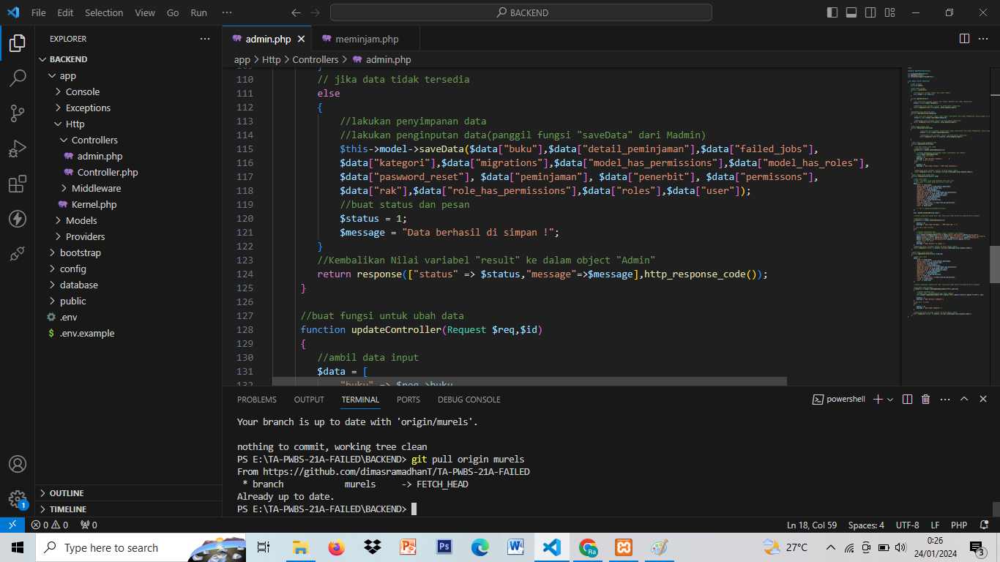 File Edit Selection View Go Run ··· BACKEND
EXPLORER ···
BACKEND
app
Console
Exceptions
Http
Controllers
admin.php
Controller.php
Middleware
Kernel.php
Models
Providers
bootstrap
config
database
public
.env
$ .env.example
OUTLINE
TIMELINE
admin.php meminjam.php
app > Http > Controllers > admin.php
110 // jika data tidak tersedia
111 else
112 {
113 //lakukan penyimpanan data
114 //lakukan penginputan data(panggil fungsi "saveData" dari Madmin)
115 $this->model->saveData($data["buku"],$data["detail_peminjaman"],$data["failed_jobs"],
116 $data["kategori"],$data["migrations"],$data["model_has_permissions"],$data["model_has_roles"],
117 $data["paswword_reset"], $data["peminjaman"], $data["penerbit"], $data["permissons"],
118 $data["rak"],$data["role_has_permissions"],$data["roles"],$data["user"]);
119 //buat status dan pesan
120 $status = 1;
121 $message = "Data berhasil di simpan !";
122 }
123 //Kembalikan Nilai variabel "result" ke dalam object "Admin"
124 return response(["status" => $status,"message"=>$message],http_response_code());
125 }
126
127 //buat fungsi untuk ubah data
128 function updateController(Request $req,$id)
129 {
130 //ambil data input
131 $data = [
132 "buku" => $req->buku
PROBLEMS OUTPUT TERMINAL PORTS DEBUG CONSOLE powershell
Your branch is up to date with 'origin/murels'.
nothing to commit, working tree clean
PS E:\TA-PWBS-21A-FAILED\BACKEND> git pull origin murels
From https://github.com/dimasramadhanT/TA-PWBS-21A-FAILED
* branch murels -> FETCH_HEAD
Already up to date.
PS E:\TA-PWBS-21A-FAILED\BACKEND>
1
0 0 0 Ln 18, Col 59 Spaces: 4 UTF-8 LF PHP
Type here to search Ps Ra 27°C 0:26
24/01/2024 3